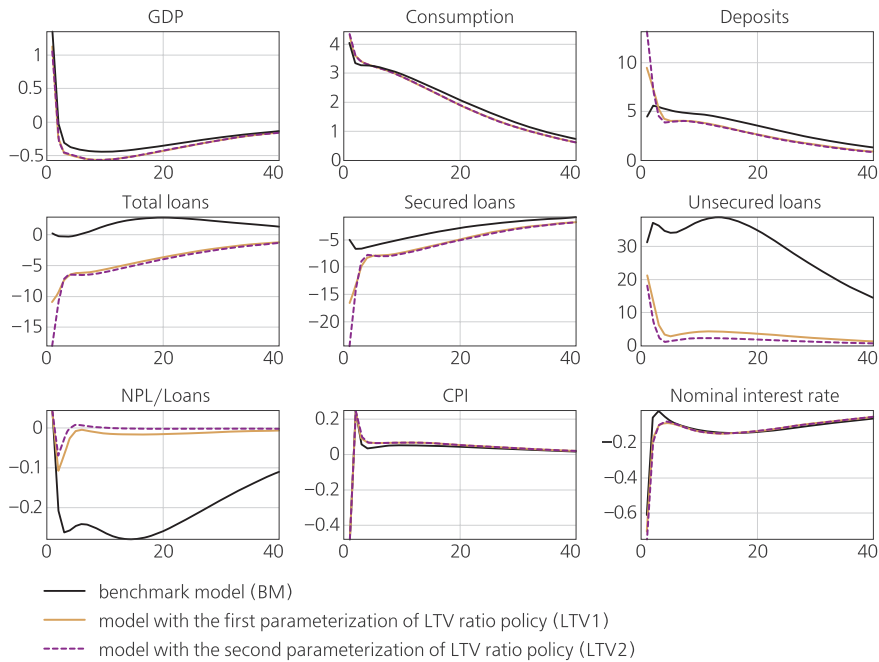 GDP Consumption Deposits
1
0.5
0
−0.5
0 20 40
4
3
2
1
0
0 20 40
10
5
0
0 20 40
Total loans Secured loans Unsecured loans
0
−5
−10
−15
0 20 40
−5
−10
−15
−20
0 20 40
30
20
10
0
0 20 40
NPL/Loans CPI Nominal interest rate
0
−0.1
−0.2
0 20 40
0.2
0
−0.2
−0.4
0 20 40
−0.2
−0.4
−0.6
0 20 40
benchmark model (BM)
model with the first parameterization of LTV ratio policy (LTV1)
model with the second parameterization of LTV ratio policy (LTV2)